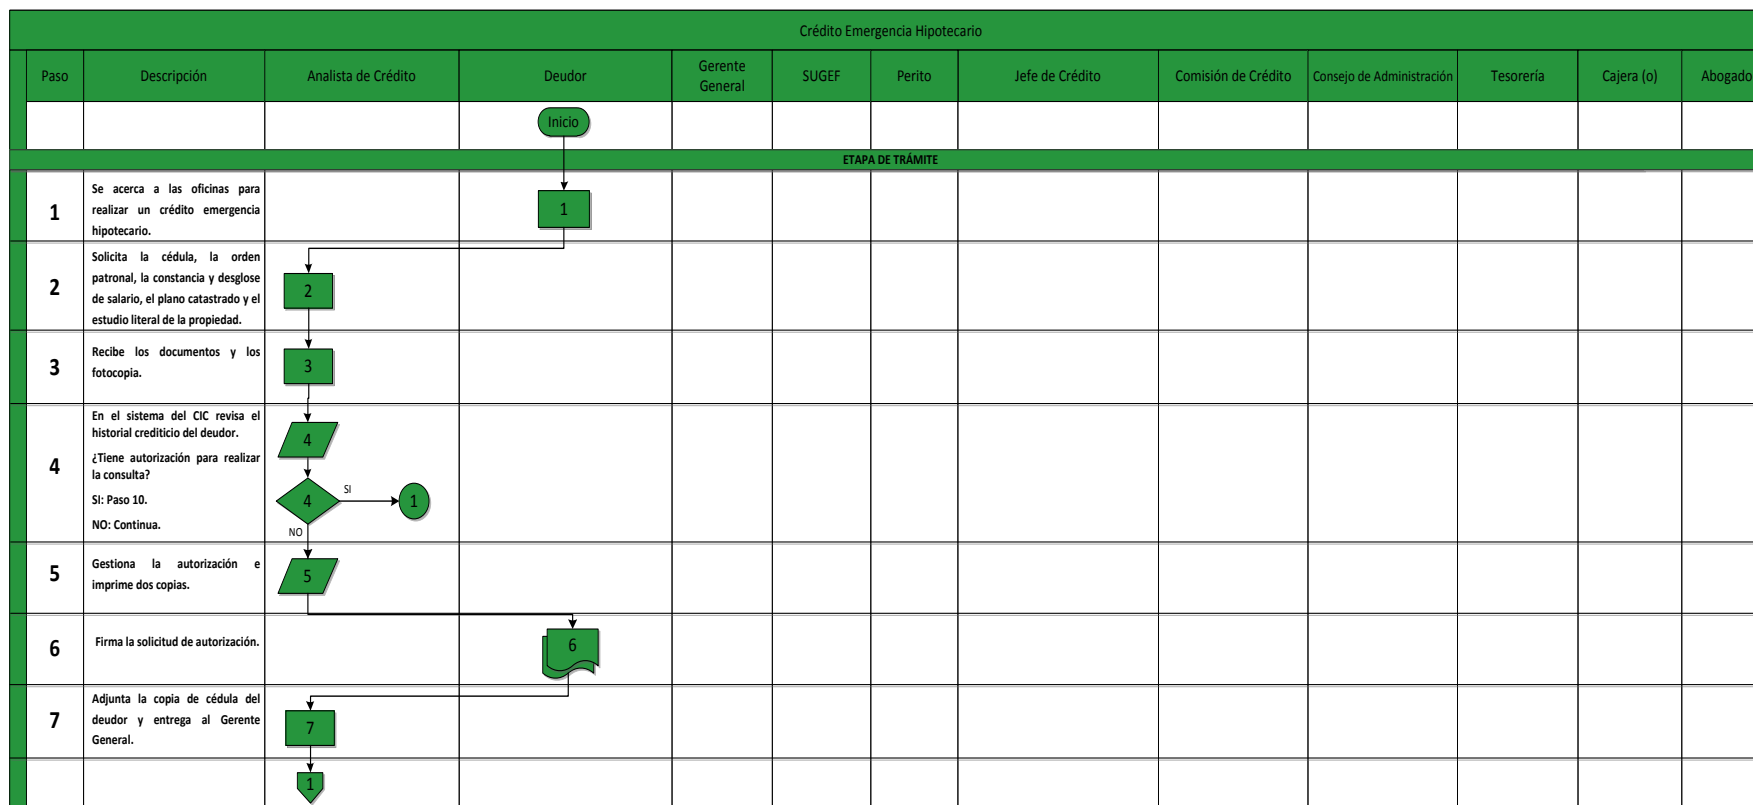 Crédito Emergencia Hipotecario
Paso
Descripción
Analista de Crédito
Deudor
Gerente
General
SUGEF
Perito
Jefe de Crédito
Comisión de Crédito
Consejo de Administración
Tesorería
Cajera (o)
Abogado
Inicio
ETAPA DE TRÁMITE
1
Se acerca a las oficinas para
realizar un crédito emergencia
hipotecario.
1
2
Solicita la cédula, la orden
patronal, la constancia y desglose
de salario, el plano catastrado y el
estudio literal de la propiedad.
2
3
Recibe los documentos y los
fotocopia.
3
4
En el sistema del CIC revisa el
historial crediticio del deudor.
¿Tiene autorización para realizar
la consulta?
SI: Paso 10.
NO: Continua.
4
4
SI
1
NO
5
Gestiona la autorización e
imprime dos copias.
5
6
Firma la solicitud de autorización.
6
7
Adjunta la copia de cédula del
deudor y entrega al Gerente
General.
7
1